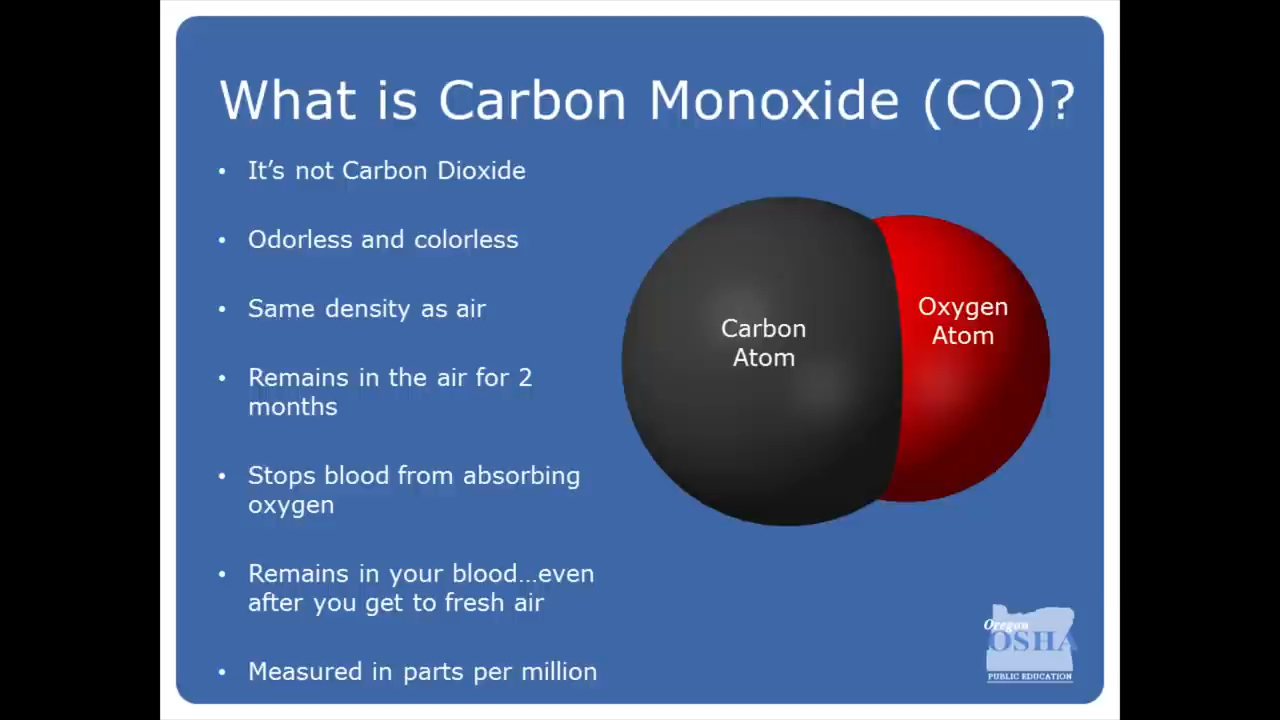 What is Carbon Monoxide (CO)?
• It’s not Carbon Dioxide
• Odorless and colorless
• Same density as air
• Remains in the air for 2
months
• Stops blood from absorbing
oxygen
• Remains in your blood…even
after you get to fresh air
• Measured in parts per million
Carbon
Atom
Oxygen
Atom
Oregon
OSHA
PUBLIC EDUCATION